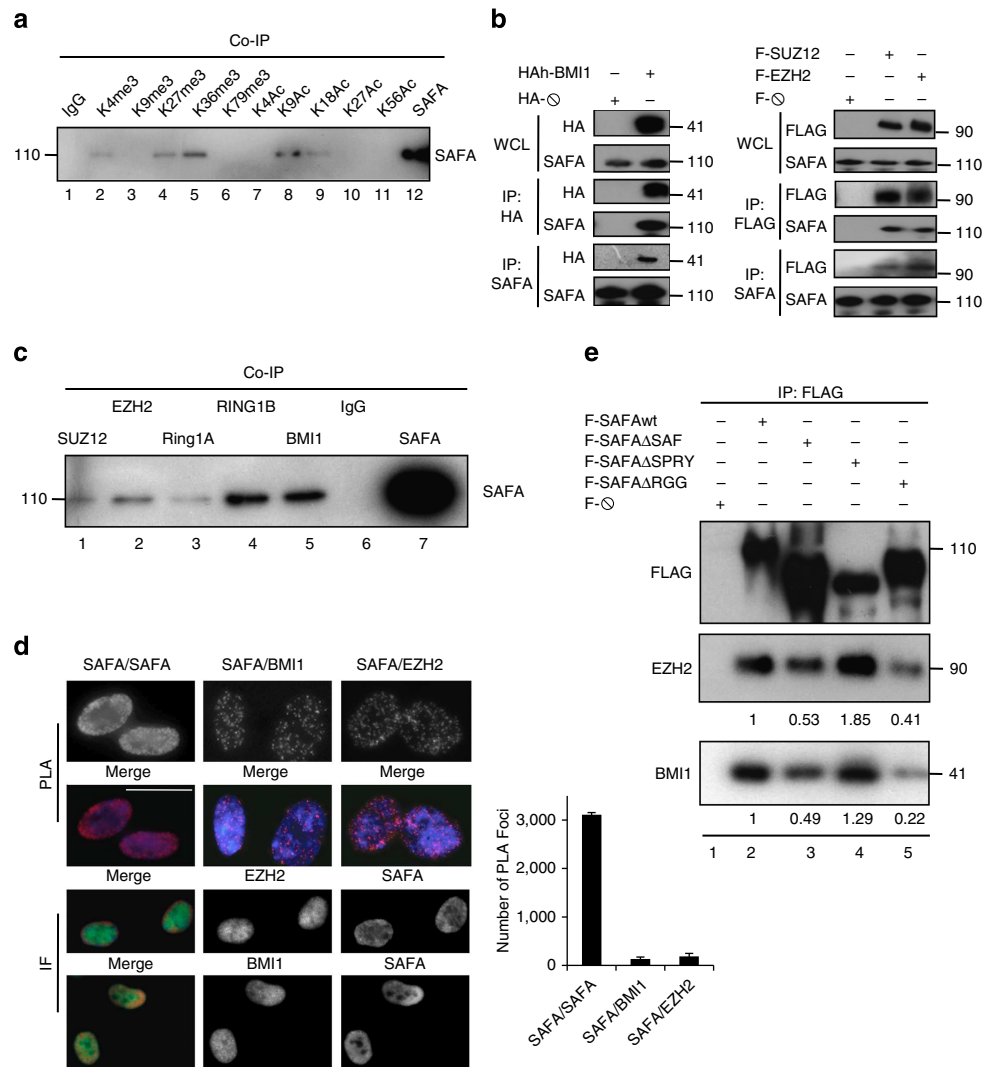 a
Co-IP
IgG K4me3 K9me3 K27me3 K36me3 K79me3 K4Ac K9Ac K18Ac K27Ac K56Ac SAFA
110 SAFA
1 2 3 4 5 6 7 8 9 10 11 12
b
HAh-BMI1 – +
HA-⦸ + –
WCL
HA 41
SAFA 110
IP: HA
HA 41
SAFA 110
IP: SAFA
HA 41
SAFA 110
F-SUZ12 – + –
F-EZH2 – – +
F-⦸ + – –
WCL
FLAG 90
SAFA 110
IP: FLAG
FLAG 90
SAFA 110
IP: SAFA
FLAG 90
SAFA 110
c
Co-IP
EZH2 RING1B IgG
SUZ12 Ring1A BMI1 SAFA
110 SAFA
1 2 3 4 5 6 7
d
SAFA/SAFA SAFA/BMI1 SAFA/EZH2
PLA
Merge Merge Merge
IF
Merge EZH2 SAFA
Merge BMI1 SAFA
Number of PLA Foci
3,000
2,000
1,000
0
SAFA/SAFA
SAFA/BMI1
SAFA/EZH2
e
IP: FLAG
F-SAFAwt – + – – –
F-SAFAΔSAF – – + – –
F-SAFAΔSPRY – – – + –
F-SAFAΔRGG – – – – +
F-⦸ + – – – –
FLAG 110
EZH2 90
1 0.53 1.85 0.41
BMI1 41
1 0.49 1.29 0.22
1 2 3 4 5